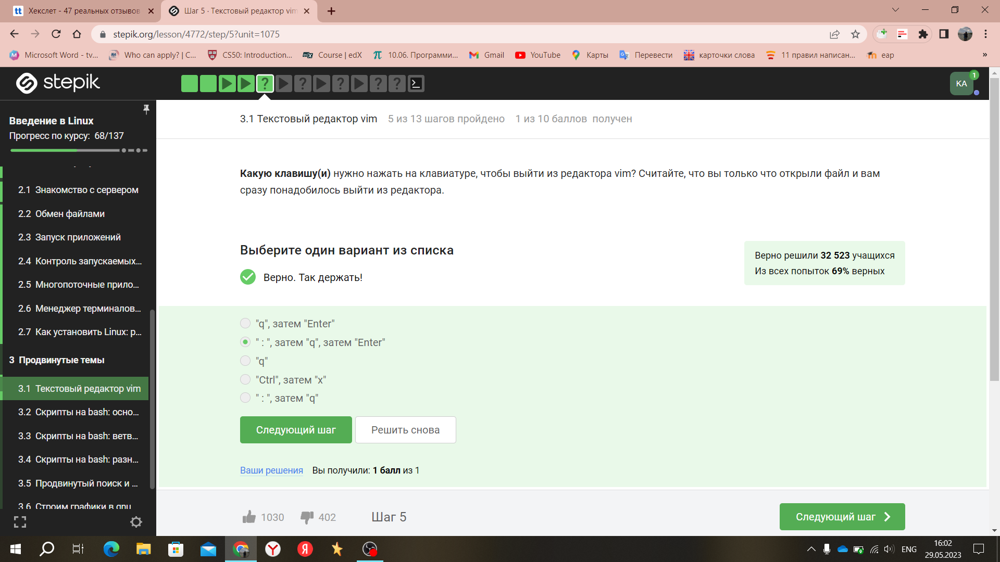 Хекслет - 47 реальных отзывов
Шаг 5 · Текстовый редактор vim
stepik.org/lesson/4772/step/5?unit=1075
Microsoft Word - tv...
Who can apply? | C...
CS50: Introduction...
edX
Course | edX
10.06. Программи...
Gmail
YouTube
Карты
Перевести
карточки слова
11 правил написан...
eap
»
stepik
KA
1
Введение в Linux
Прогресс по курсу: 68/137
2.1 Знакомство с сервером
2.2 Обмен файлами
2.3 Запуск приложений
2.4 Контроль запускаемых...
2.5 Многопоточные прило...
2.6 Менеджер терминалов...
2.7 Как установить Linux: р...
3 Продвинутые темы
3.1 Текстовый редактор vim
3.2 Скрипты на bash: осно...
3.3 Скрипты на bash: ветв...
3.4 Скрипты на bash: разн...
3.5 Продвинутый поиск и ...
3.6 Строим графики в gnu
3.1 Текстовый редактор vim 5 из 13 шагов пройдено 1 из 10 баллов получен
Какую клавишу(и) нужно нажать на клавиатуре, чтобы выйти из редактора vim? Считайте, что вы только что открыли файл и вам
сразу понадобилось выйти из редактора.
Выберите один вариант из списка
Верно. Так держать!
Верно решили 32 523 учащихся
Из всех попыток 69% верных
"q", затем "Enter"
" : ", затем "q", затем "Enter"
"q"
"Ctrl", затем "x"
" : ", затем "q"
Следующий шаг
Решить снова
Ваши решения Вы получили: 1 балл из 1
1030
402
Шаг 5
Следующий шаг
ENG
16:02
29.05.2023